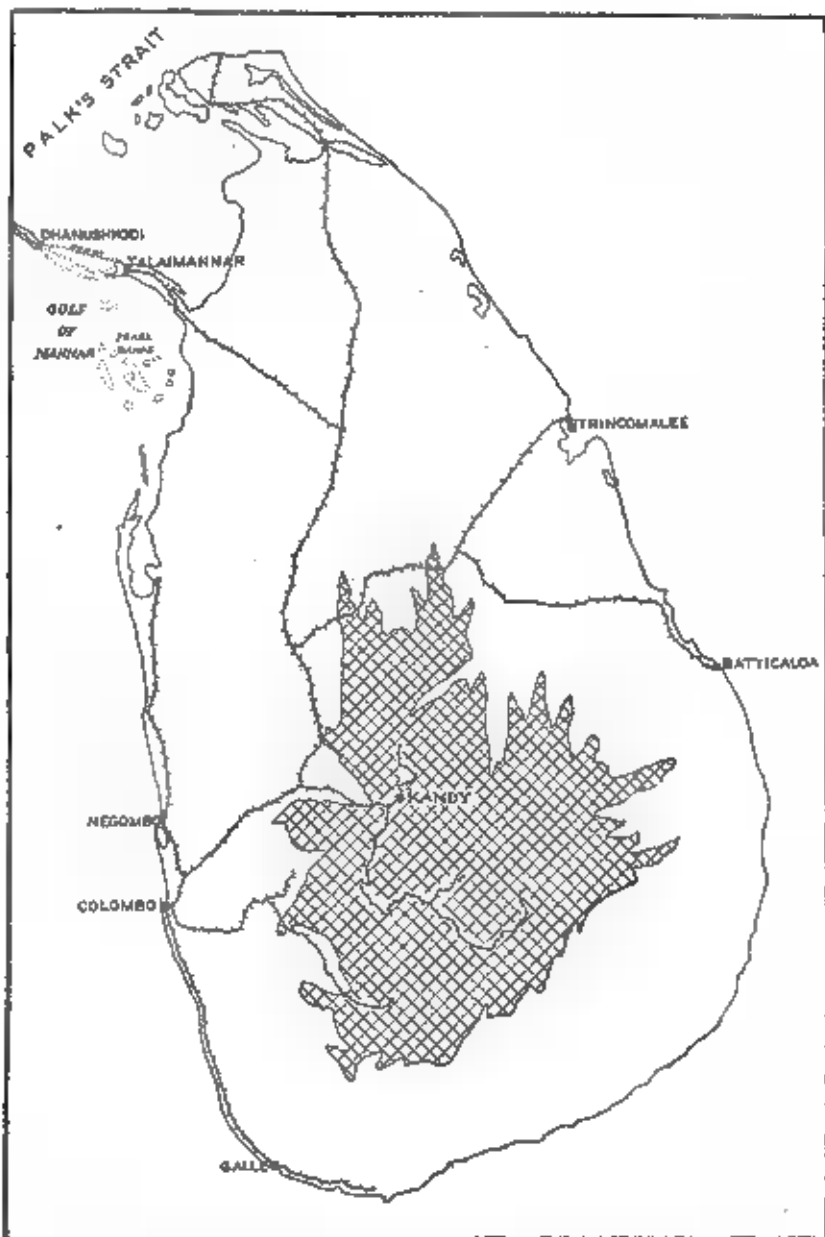 PALK'S STRAIT
DHANUSHKODI
TALAIMANNAR
GULF
OF
MANNAR
PEARL
BANKS
TRINCOMALEE
BATTICALOA
KANDY
NEGOMBO
COLOMBO
GALLE